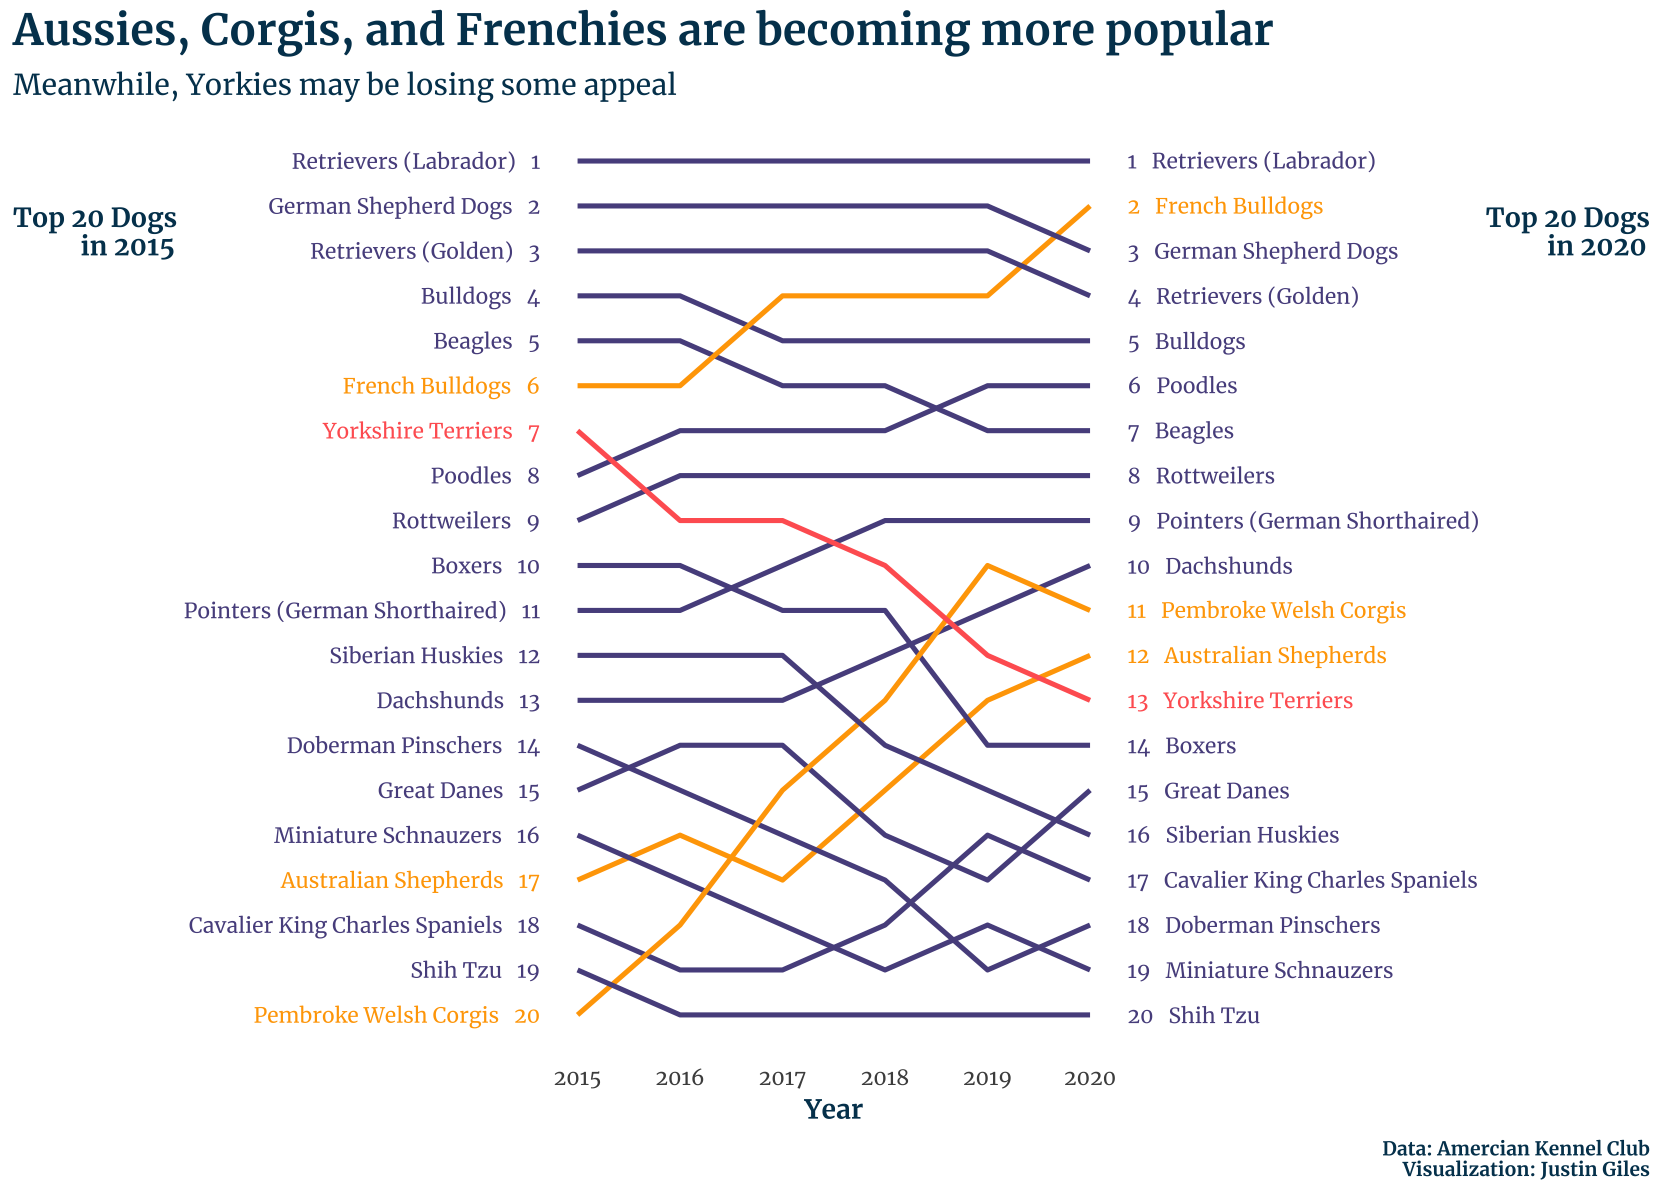 Aussies, Corgis, and Frenchies are becoming more popular
Meanwhile, Yorkies may be losing some appeal
Top 20 Dogs
in 2015
Retrievers (Labrador) 1
German Shepherd Dogs 2
Retrievers (Golden) 3
Bulldogs 4
Beagles 5
French Bulldogs 6
Yorkshire Terriers 7
Poodles 8
Rottweilers 9
Boxers 10
Pointers (German Shorthaired) 11
Siberian Huskies 12
Dachshunds 13
Doberman Pinschers 14
Great Danes 15
Miniature Schnauzers 16
Australian Shepherds 17
Cavalier King Charles Spaniels 18
Shih Tzu 19
Pembroke Welsh Corgis 20
Top 20 Dogs
in 2020
1 Retrievers (Labrador)
2 French Bulldogs
3 German Shepherd Dogs
4 Retrievers (Golden)
5 Bulldogs
6 Poodles
7 Beagles
8 Rottweilers
9 Pointers (German Shorthaired)
10 Dachshunds
11 Pembroke Welsh Corgis
12 Australian Shepherds
13 Yorkshire Terriers
14 Boxers
15 Great Danes
16 Siberian Huskies
17 Cavalier King Charles Spaniels
18 Doberman Pinschers
19 Miniature Schnauzers
20 Shih Tzu
2015 2016 2017 2018 2019 2020
Year
Data: Amercian Kennel Club
Visualization: Justin Giles